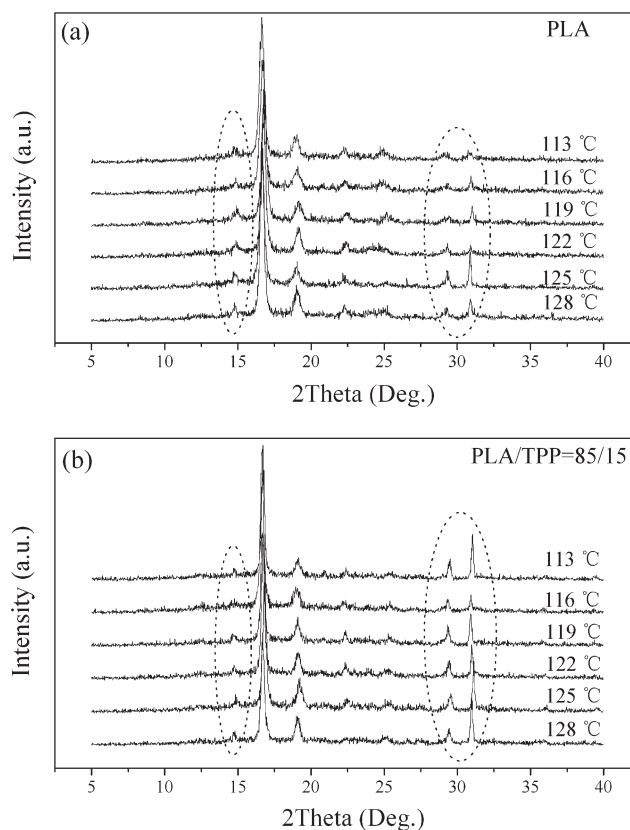 (a)
PLA
Intensity (a.u.)
113 ℃
116 ℃
119 ℃
122 ℃
125 ℃
128 ℃
5 10 15 20 25 30 35 40
2Theta (Deg.)
(b)
PLA/TPP=85/15
Intensity (a.u.)
113 ℃
116 ℃
119 ℃
122 ℃
125 ℃
128 ℃
5 10 15 20 25 30 35 40
2Theta (Deg.)